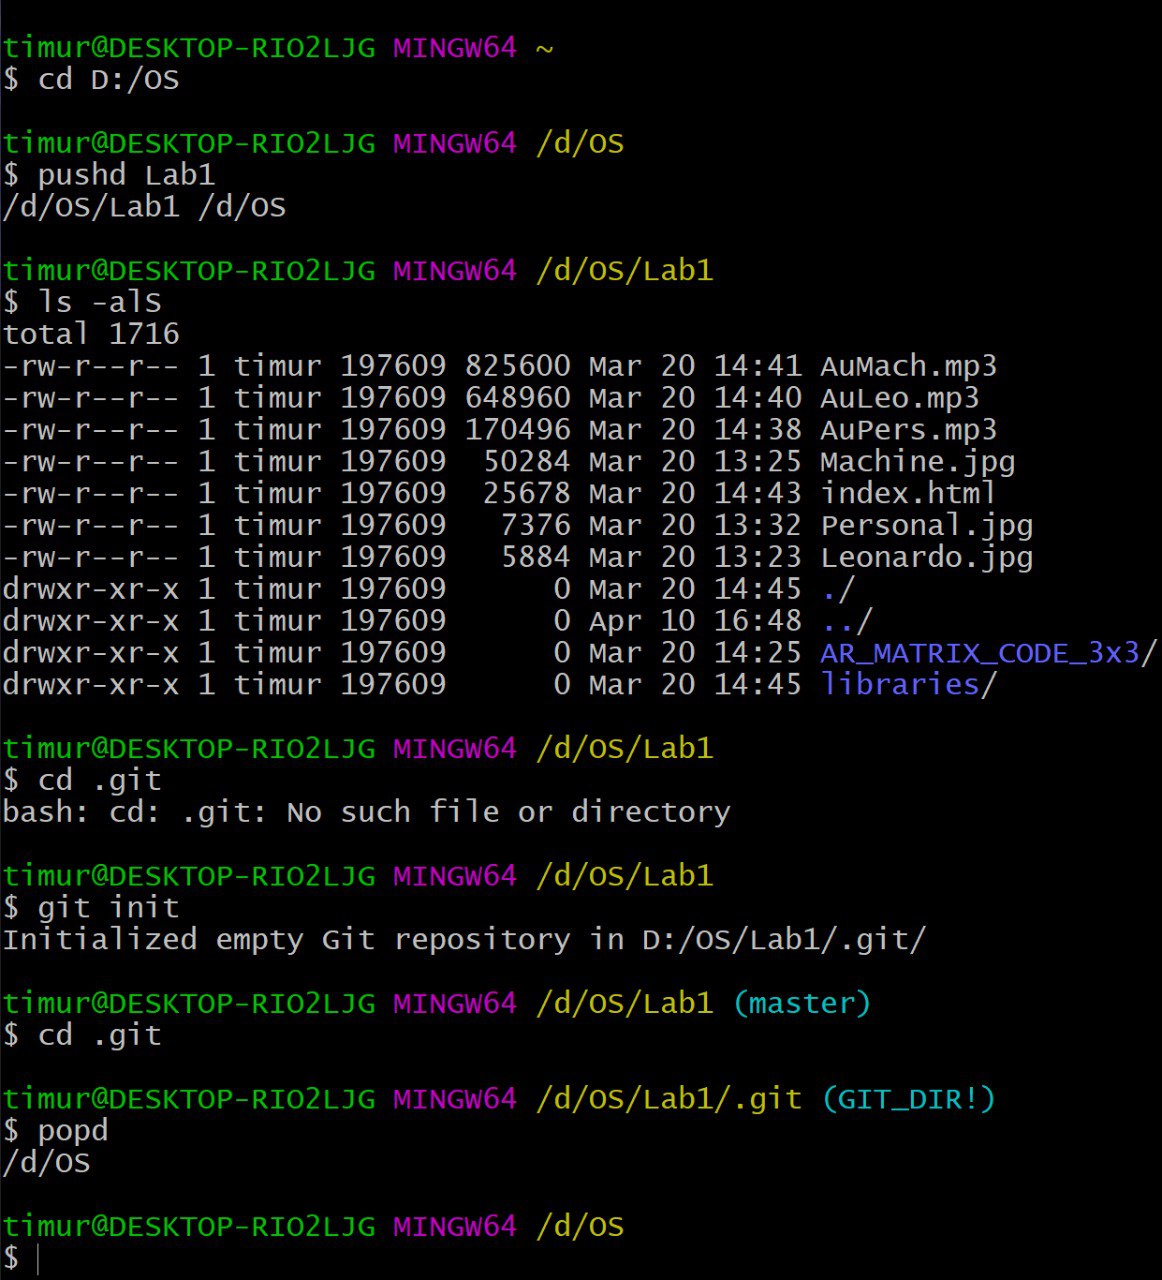 timur@DESKTOP-RIO2LJG MINGW64 ~
$ cd D:/OS

timur@DESKTOP-RIO2LJG MINGW64 /d/OS
$ pushd Lab1
/d/OS/Lab1 /d/OS

timur@DESKTOP-RIO2LJG MINGW64 /d/OS/Lab1
$ ls -alS
total 1716
-rw-r--r-- 1 timur 197609 825600 Mar 20 14:41 AuMach.mp3
-rw-r--r-- 1 timur 197609 648960 Mar 20 14:40 AuLeo.mp3
-rw-r--r-- 1 timur 197609 170496 Mar 20 14:38 AuPers.mp3
-rw-r--r-- 1 timur 197609  50284 Mar 20 13:25 Machine.jpg
-rw-r--r-- 1 timur 197609  25678 Mar 20 14:43 index.html
-rw-r--r-- 1 timur 197609   7376 Mar 20 13:32 Personal.jpg
-rw-r--r-- 1 timur 197609   5884 Mar 20 13:23 Leonardo.jpg
drwxr-xr-x 1 timur 197609      0 Mar 20 14:45 ./
drwxr-xr-x 1 timur 197609      0 Apr 10 16:48 ../
drwxr-xr-x 1 timur 197609      0 Mar 20 14:25 AR_MATRIX_CODE_3x3/
drwxr-xr-x 1 timur 197609      0 Mar 20 14:45 libraries/

timur@DESKTOP-RIO2LJG MINGW64 /d/OS/Lab1
$ cd .git
bash: cd: .git: No such file or directory

timur@DESKTOP-RIO2LJG MINGW64 /d/OS/Lab1
$ git init
Initialized empty Git repository in D:/OS/Lab1/.git/

timur@DESKTOP-RIO2LJG MINGW64 /d/OS/Lab1 (master)
$ cd .git

timur@DESKTOP-RIO2LJG MINGW64 /d/OS/Lab1/.git (GIT_DIR!)
$ popd
/d/OS

timur@DESKTOP-RIO2LJG MINGW64 /d/OS
$